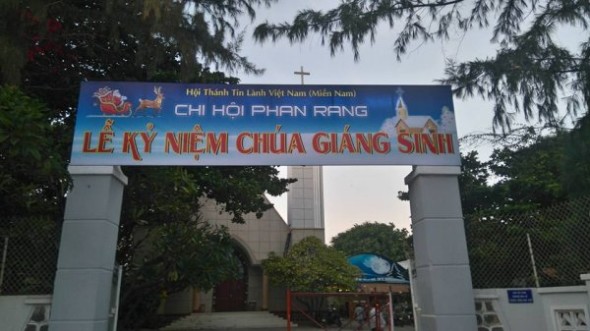 Hội Thánh Tin Lành Việt Nam (Miền Nam)
CHI HỘI PHAN RANG
LỄ KỶ NIỆM CHÚA GIÁNG SINH